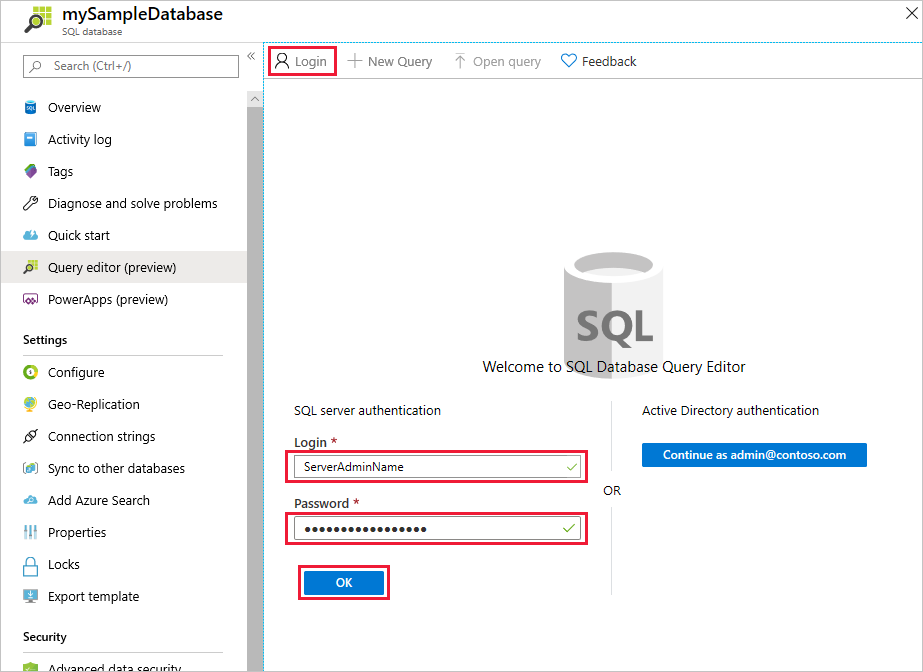 mySampleDatabase
SQL database
Search (Ctrl+/)
Login
New Query
Open query
Feedback
SQL
Overview
Activity log
Tags
Diagnose and solve problems
Quick start
Query editor (preview)
PowerApps (preview)
Settings
Configure
Geo-Replication
Connection strings
Sync to other databases
Add Azure Search
Properties
Locks
Export template
Security
Advanced data security
SQL
Welcome to SQL Database Query Editor
SQL server authentication
Login *
ServerAdminName
Password *
•••••••••••••••••
OK
OR
Active Directory authentication
Continue as admin@contoso.com